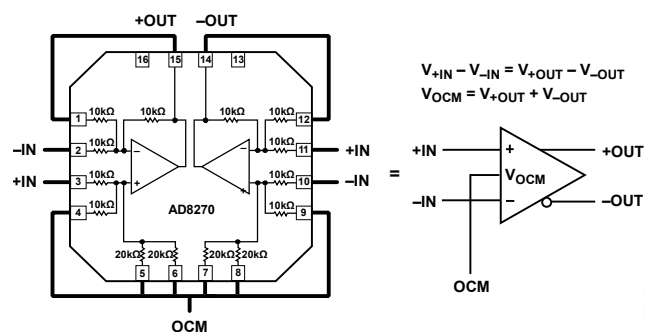 +OUT –OUT
16 15 14 13
10kΩ 10kΩ 10kΩ 10kΩ
1 12
10kΩ 10kΩ
–IN 2 11 +IN
10kΩ 10kΩ
+IN 3 10 –IN
10kΩ AD8270 10kΩ
4 9
20kΩ 20kΩ 20kΩ 20kΩ
5 6 7 8
OCM
− + − +
=
V+IN – V–IN = V+OUT – V–OUT
VOCM = V+OUT + V–OUT
+IN + +OUT
VOCM
–IN − –OUT
OCM